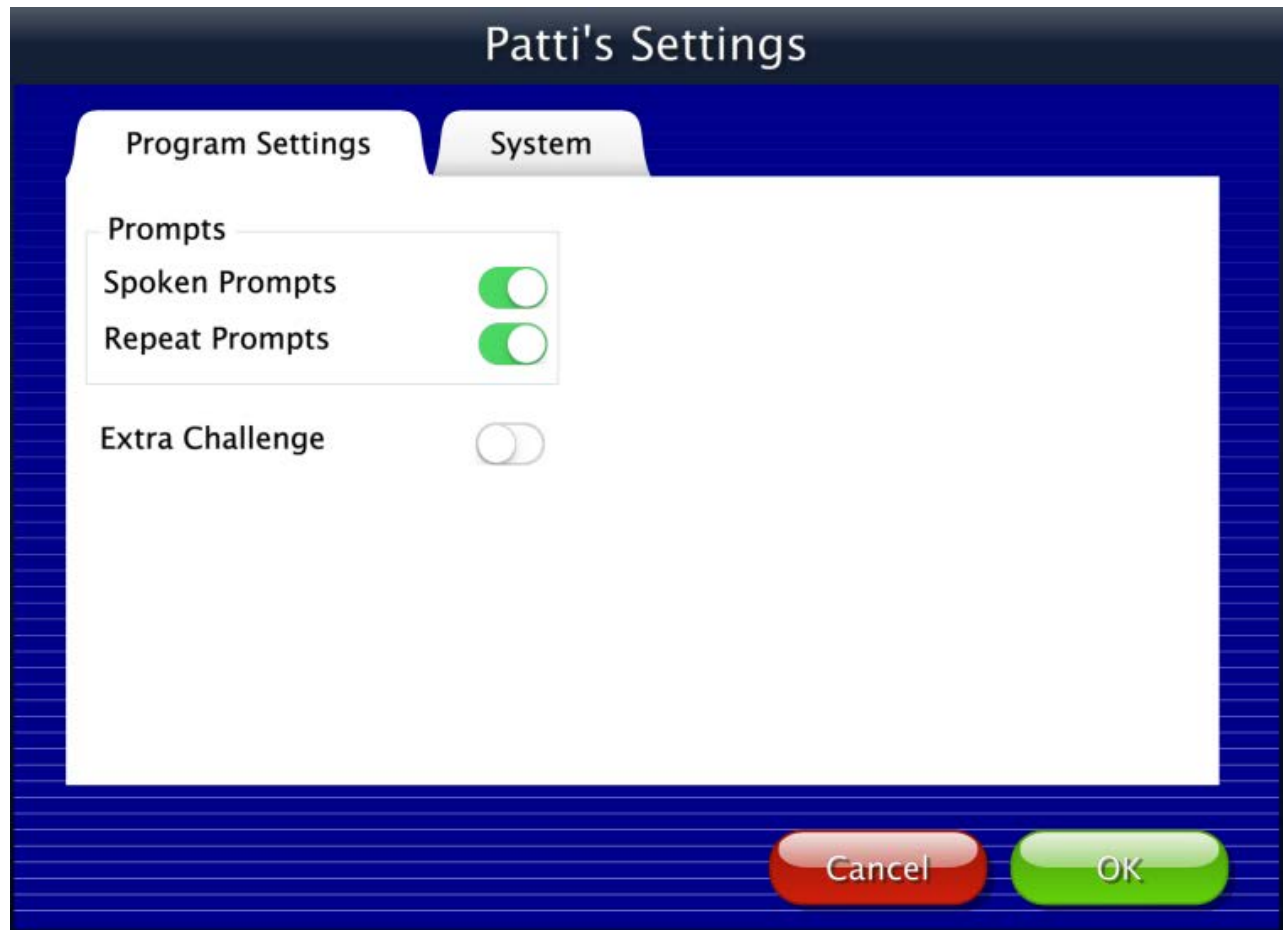 Patti's Settings
Program Settings
System
Prompts
Spoken Prompts
Repeat Prompts
Extra Challenge
Cancel
OK